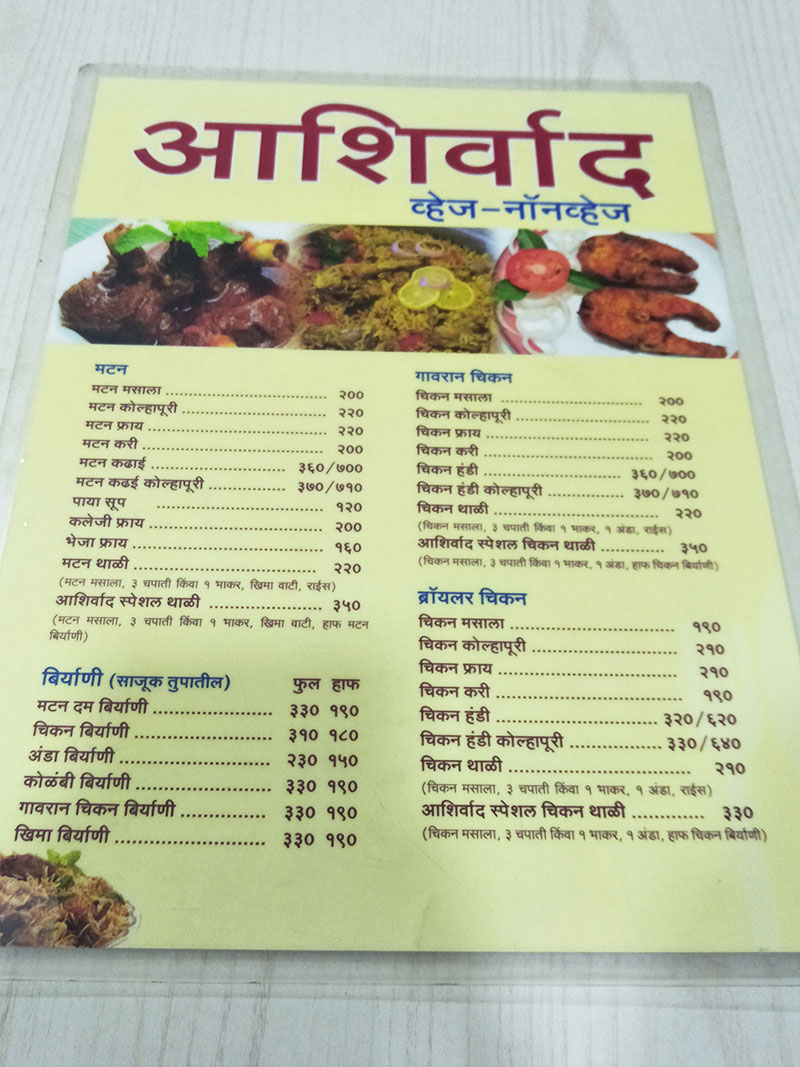 आशिर्वाद
व्हेज-नॉनव्हेज
मटन
मटन मसाला ................................ २००
मटन कोल्हापूरी ............................. २२०
मटन फ्राय .................................... २२०
मटन करी .................................... २००
मटन कढाई ........................... ३६०/७००
मटन कढई कोल्हापूरी ............... ३७०/७१०
पाया सूप ................................. १२०
कलेजी फ्राय .................................. २००
भेजा फ्राय ..................................... १६०
मटन थाळी ................................... २२०
(मटन मसाला, ३ चपाती किंवा १ भाकर, खिमा वाटी, राईस)
आशिर्वाद स्पेशल थाळी ...................... ३५०
(मटन मसाला, ३ चपाती किंवा १ भाकर, खिमा वाटी, हाफ मटन
बिर्याणी)
बिर्याणी (साजूक तुपातील) फुल हाफ
मटन दम बिर्याणी ...................... ३३० १९०
चिकन बिर्याणी ......................... ३१० १८०
अंडा बिर्याणी ........................... २३० १५०
कोळंबी बिर्याणी ........................ ३३० १९०
गावरान चिकन बिर्याणी ............... ३३० १९०
खिमा बिर्याणी ........................... ३३० १९०
गावरान चिकन
चिकन मसाला ............................ २००
चिकन कोल्हापूरी ........................... २२०
चिकन फ्राय ................................ २२०
चिकन करी ................................. २००
चिकन हंडी ........................... ३६०/७००
चिकन हंडी कोल्हापूरी ................ ३७०/७१०
चिकन थाळी ................................. २२०
(चिकन मसाला, ३ चपाती किंवा १ भाकर, १ अंडा, राईस)
आशिर्वाद स्पेशल चिकन थाळी ............ ३५०
(चिकन मसाला, ३ चपाती किंवा १ भाकर, १ अंडा, हाफ चिकन बिर्याणी)
ब्रॉयलर चिकन
चिकन मसाला ................................ १९०
चिकन कोल्हापूरी ............................ २१०
चिकन फ्राय ................................... २१०
चिकन करी .................................... १९०
चिकन हंडी ............................... ३२०/६२०
चिकन हंडी कोल्हापूरी ................. ३३०/६४०
चिकन थाळी ................................... २१०
(चिकन मसाला, ३ चपाती किंवा १ भाकर, १ अंडा, राईस)
आशिर्वाद स्पेशल चिकन थाळी ............. ३३०
(चिकन मसाला, ३ चपाती किंवा १ भाकर, १ अंडा, हाफ चिकन बिर्याणी)